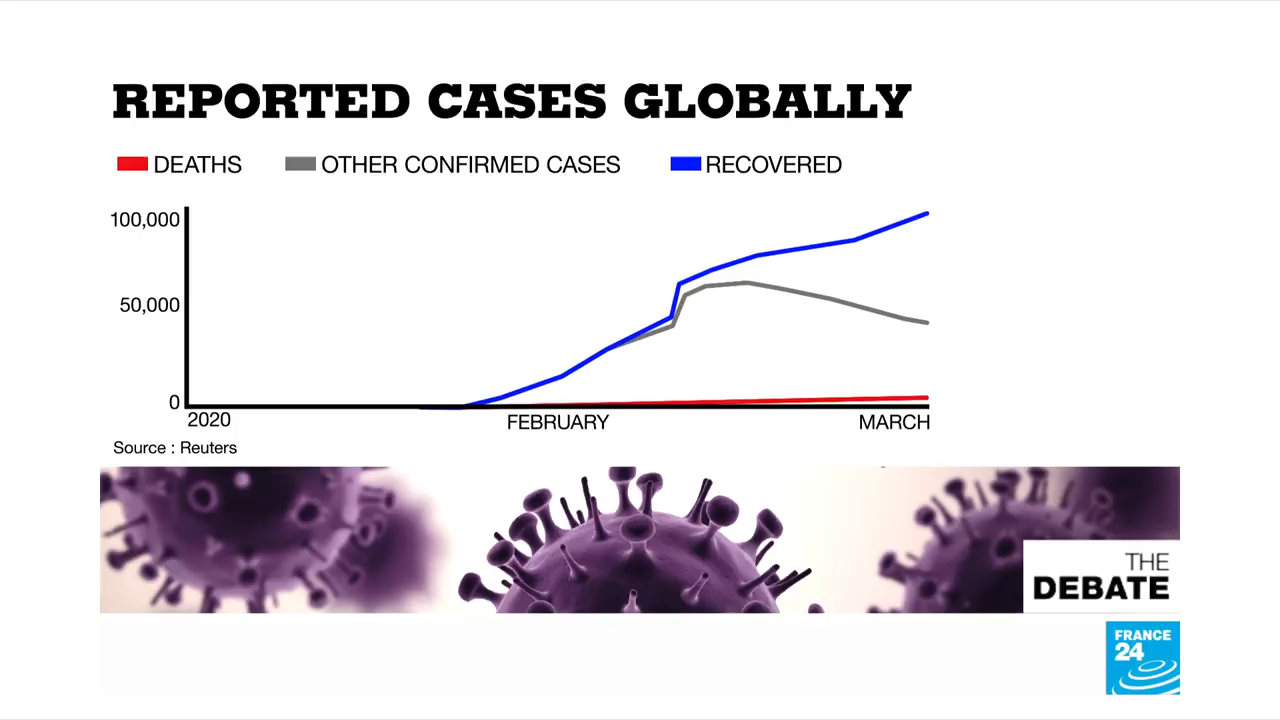 REPORTED CASES GLOBALLY
DEATHS OTHER CONFIRMED CASES RECOVERED
100,000
50,000
0
2020 FEBRUARY MARCH
Source : Reuters
THE
DEBATE
FRANCE
24